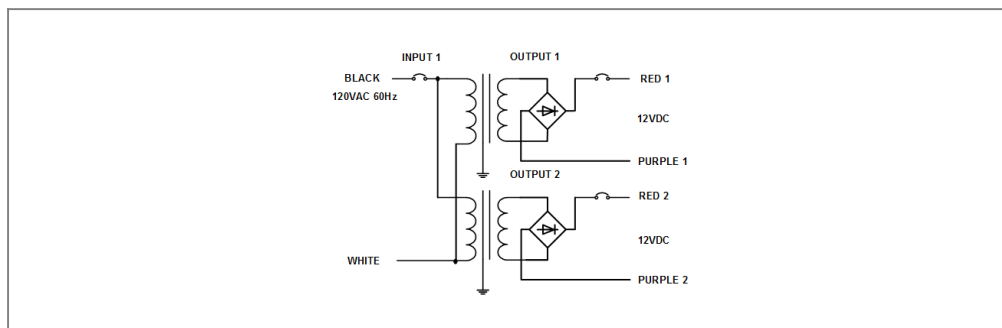 INPUT 1
OUTPUT 1
BLACK
RED 1
120VAC 60Hz
12VDC
PURPLE 1
OUTPUT 2
RED 2
12VDC
WHITE
PURPLE 2